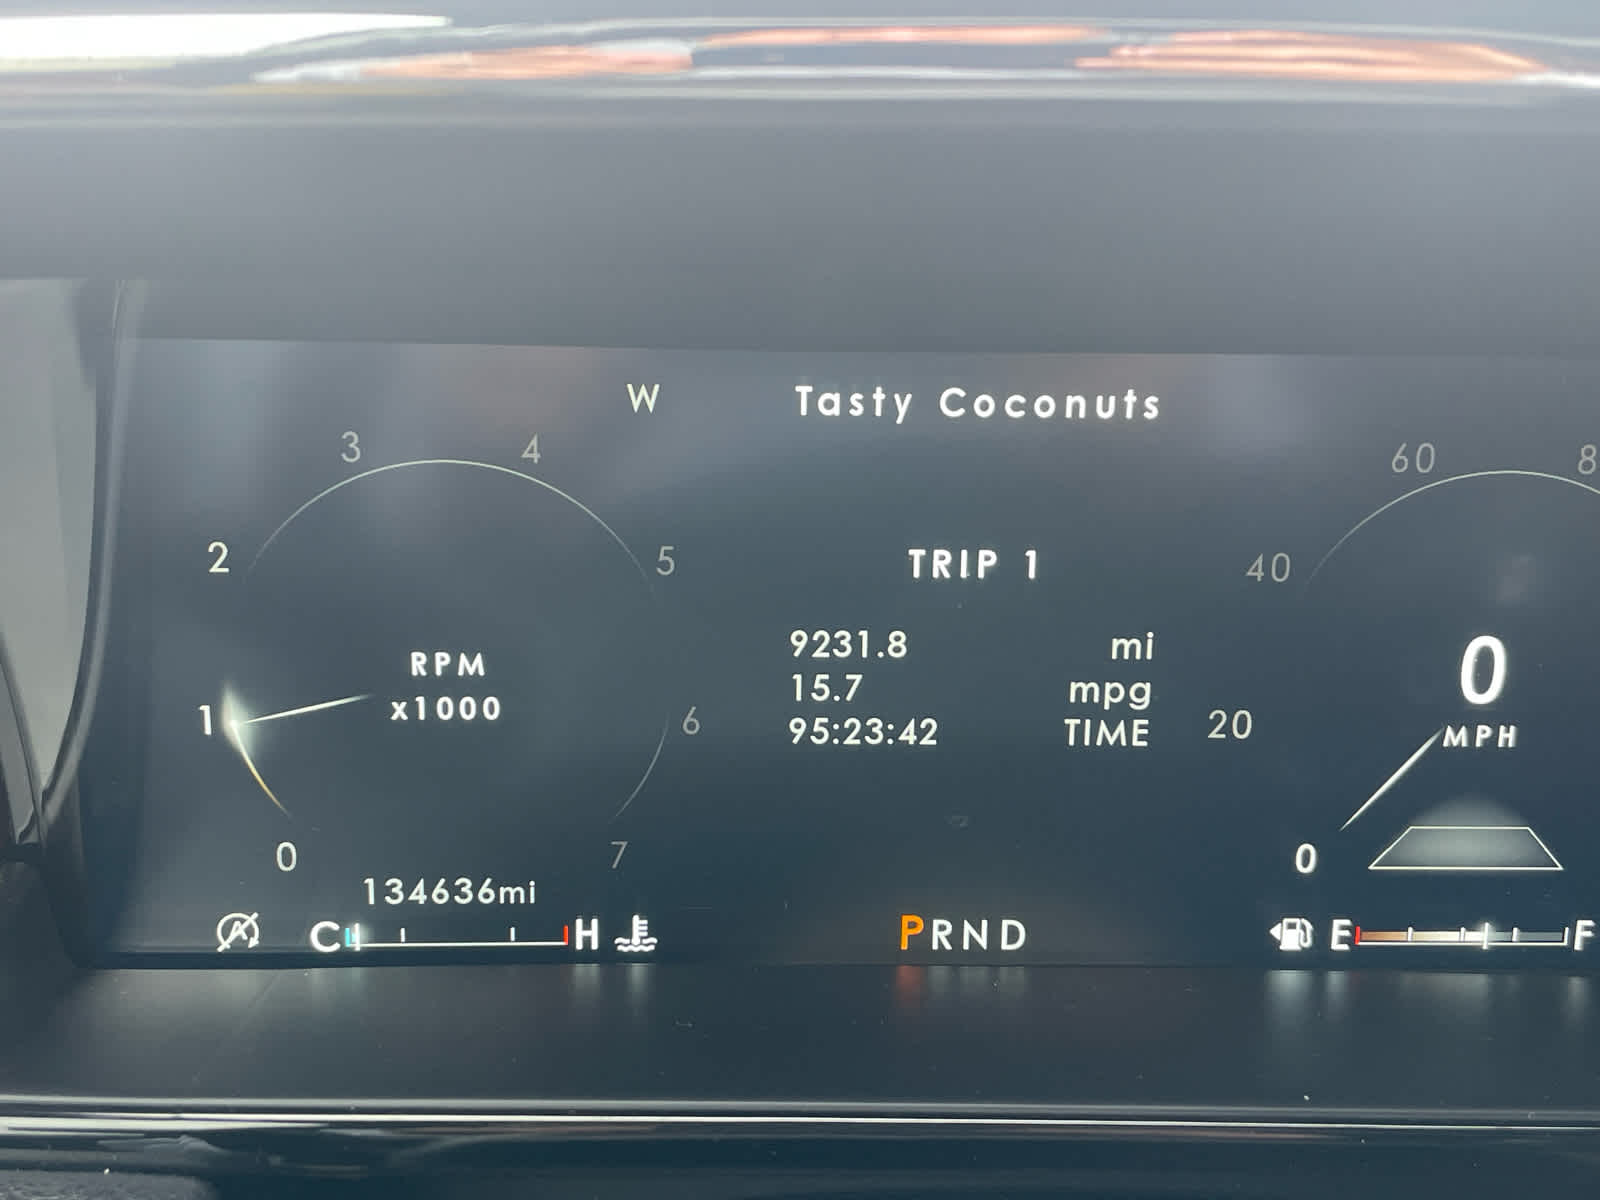 W
Tasty Coconuts
3
4
60
8
2
5
TRIP 1
40
RPM
x1000
9231.8 mi
15.7 mpg
95:23:42 TIME
0
MPH
1
6
20
0
7
0
134636mi
C H
PRND
E F